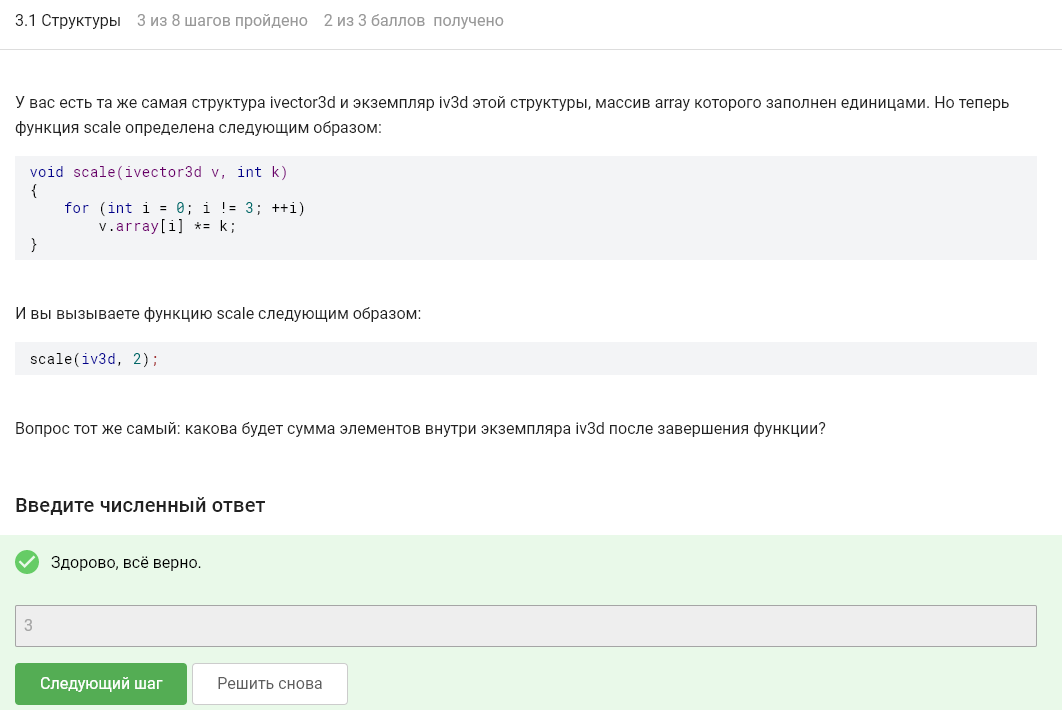 3.1 Структуры 3 из 8 шагов пройдено 2 из 3 баллов получено
У вас есть та же самая структура ivector3d и экземпляр iv3d этой структуры, массив array которого заполнен единицами. Но теперь
функция scale определена следующим образом:
void scale(ivector3d v, int k)
{
    for (int i = 0; i != 3; ++i)
        v.array[i] *= k;
}
И вы вызываете функцию scale следующим образом:
scale(iv3d, 2);
Вопрос тот же самый: какова будет сумма элементов внутри экземпляра iv3d после завершения функции?
Введите численный ответ
Здорово, всё верно.
3
Следующий шаг Решить снова